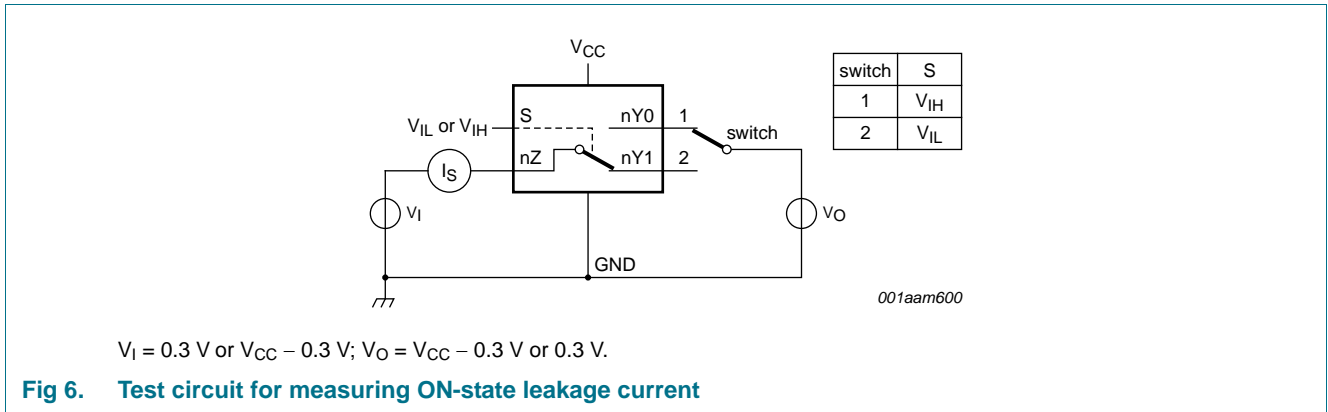 VCC
switch S
1 VIH
2 VIL
S nY0 1
VIL or VIH switch
nZ nY1 2
IS
VI VO
GND
001aam600
VI = 0.3 V or VCC − 0.3 V; VO = VCC − 0.3 V or 0.3 V.
Fig 6. Test circuit for measuring ON-state leakage current